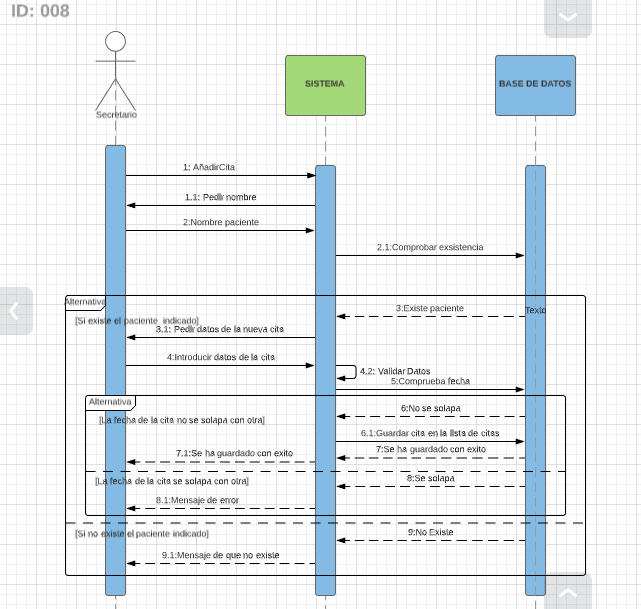 ID: 008
SISTEMA
BASE DE DATOS
Secretario
1: AñadirCita
1.1: Pedir nombre
2:Nombre paciente
2.1:Comprobar exsistencia
Alternativa
3:Existe paciente
Texto
[Si existe el paciente indicado]
3.1: Pedir datos de la nueva cita
4:Introducir datos de la cita
4.2: Validar Datos
5:Comprueba fecha
Alternativa
6:No se solapa
[La fecha de la cita no se solapa con otra]
6.1:Guardar cita en la lista de citas
7:Se ha guardado con exito
7.1:Se ha guardado con exito
8:Se solapa
[La fecha de la cita se solapa con otra]
8.1:Mensaje de error
9:No Existe
[Si no existe el paciente indicado]
9.1:Mensaje de que no existe